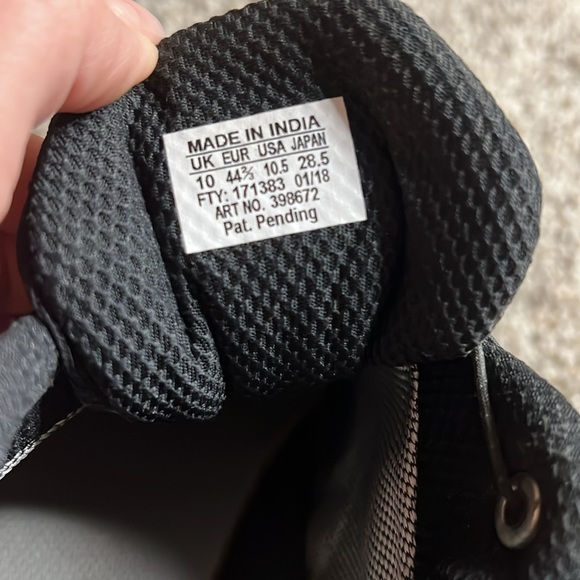 MADE IN INDIA
UK EUR USA JAPAN
10 44⅔ 10.5 28.5
FTY: 171383 01/18
ART NO. 398672
Pat. Pending